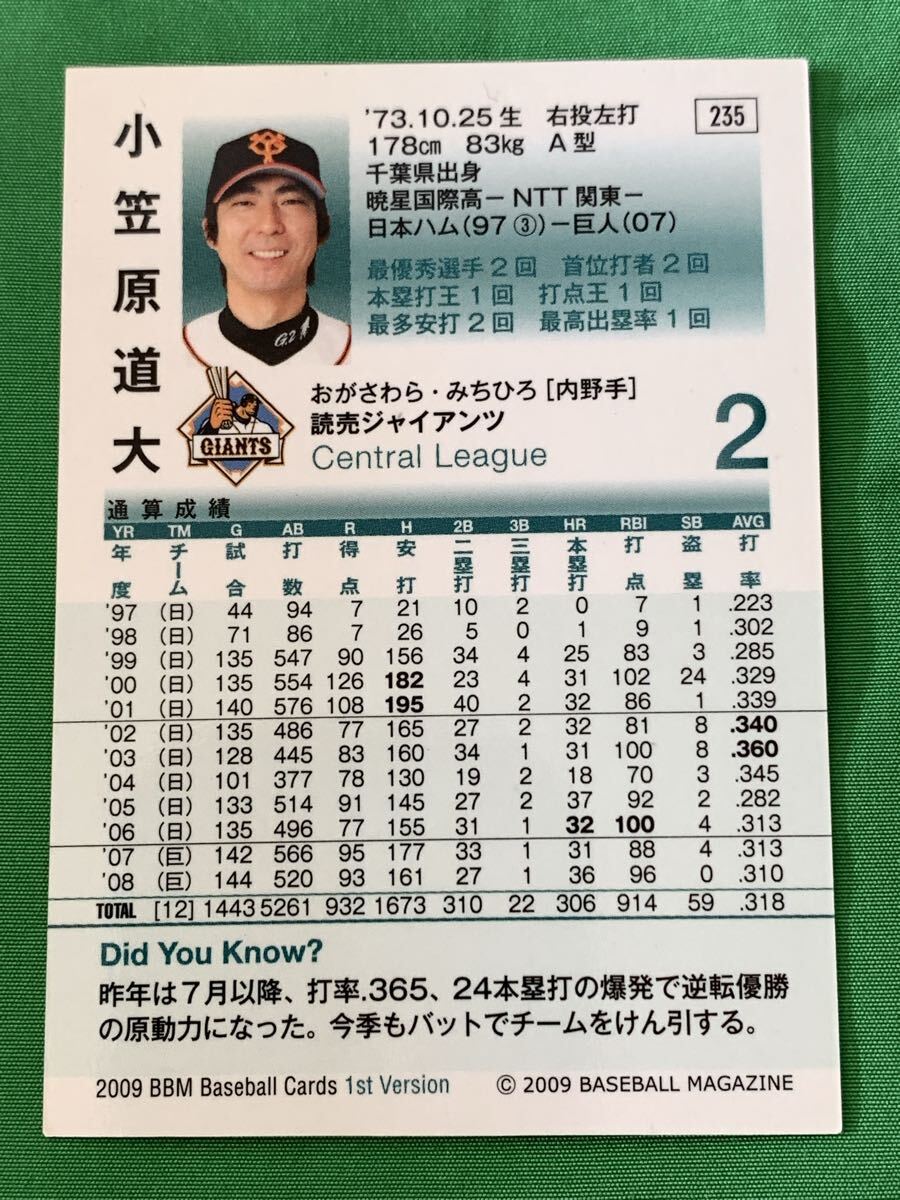 235
小笠原道大
'73.10.25生 右投左打
178cm 83kg A型
千葉県出身
暁星国際高－NTT関東－
日本ハム(97③)－巨人(07)
最優秀選手2回 首位打者2回
本塁打王1回 打点王1回
最多安打2回 最高出塁率1回
G.2
GIANTS
おがさわら・みちひろ[内野手]
読売ジャイアンツ
Central League
2
通算成績
YR TM G AB R H 2B 3B HR RBI SB AVG
年度 チーム 試合 打数 得点 安打 二塁打 三塁打 本塁打 打点 盗塁 打率
'97 (日) 44 94 7 21 10 2 0 7 1 .223
'98 (日) 71 86 7 26 5 0 1 9 1 .302
'99 (日) 135 547 90 156 34 4 25 83 3 .285
'00 (日) 135 554 126 182 23 4 31 102 24 .329
'01 (日) 140 576 108 195 40 2 32 86 1 .339
'02 (日) 135 486 77 165 27 2 32 81 8 .340
'03 (日) 128 445 83 160 34 1 31 100 8 .360
'04 (日) 101 377 78 130 19 2 18 70 3 .345
'05 (日) 133 514 91 145 27 2 37 92 2 .282
'06 (日) 135 496 77 155 31 1 32 100 4 .313
'07 (巨) 142 566 95 177 33 1 31 88 4 .313
'08 (巨) 144 520 93 161 27 1 36 96 0 .310
TOTAL [12] 1443 5261 932 1673 310 22 306 914 59 .318
Did You Know?
昨年は7月以降、打率.365、24本塁打の爆発で逆転優勝
の原動力になった。今季もバットでチームをけん引する。
2009 BBM Baseball Cards 1st Version © 2009 BASEBALL MAGAZINE